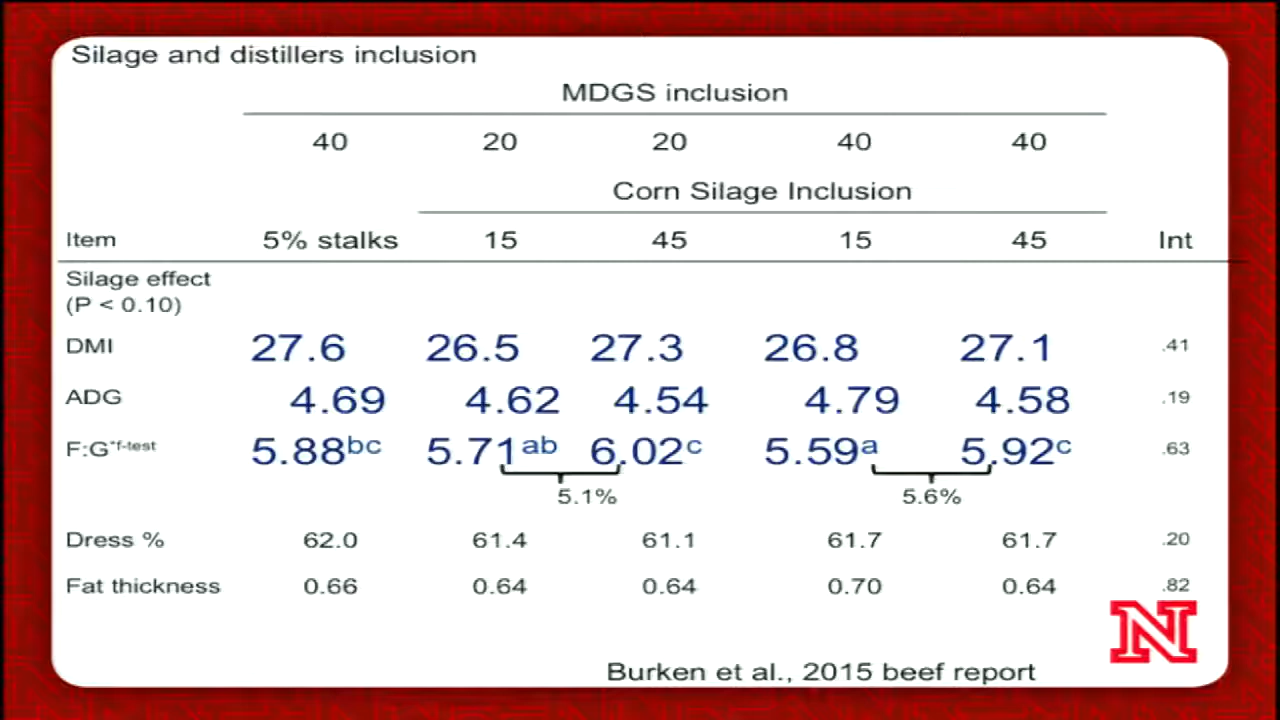 Silage and distillers inclusion
MDGS inclusion
40 20 20 40 40
Corn Silage Inclusion
Item 5% stalks 15 45 15 45 Int
Silage effect
(P < 0.10)
DMI 27.6 26.5 27.3 26.8 27.1 .41
ADG 4.69 4.62 4.54 4.79 4.58 .19
F:G*f-test 5.88bc 5.71ab 6.02c 5.59a 5.92c .63
5.1% 5.6%
Dress % 62.0 61.4 61.1 61.7 61.7 .20
Fat thickness 0.66 0.64 0.64 0.70 0.64 .82
N
Burken et al., 2015 beef report